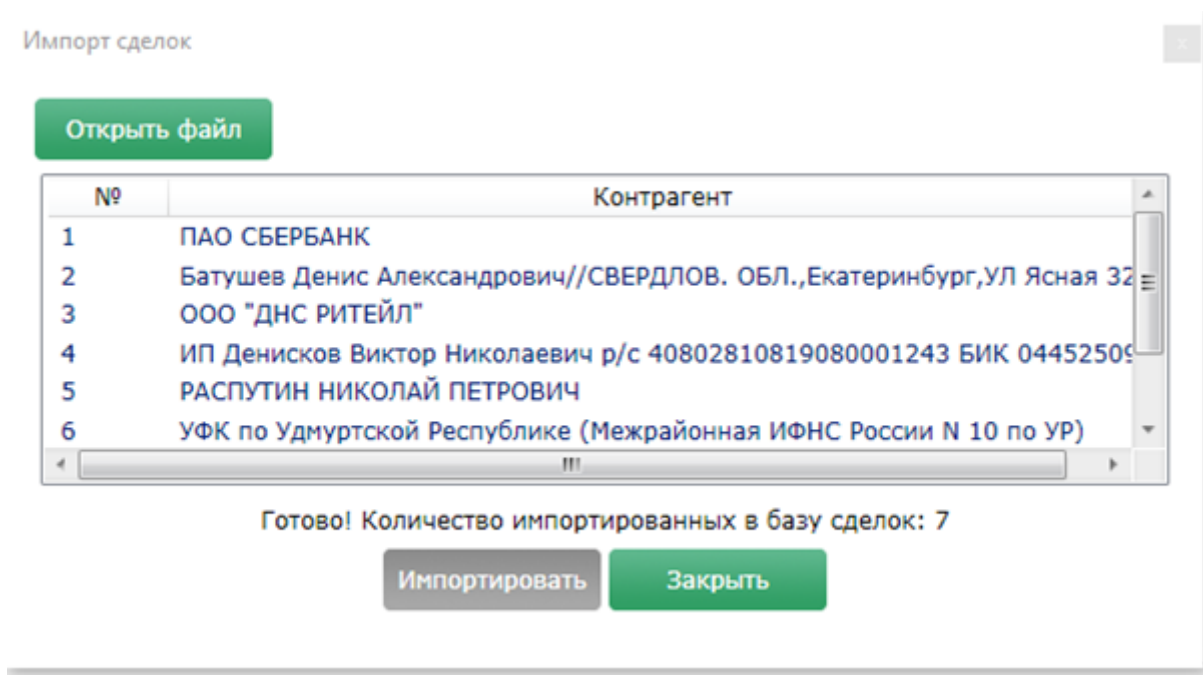 Импорт сделок
x
Открыть файл
№ Контрагент
1 ПАО СБЕРБАНК
2 Батушев Денис Александрович//СВЕРДЛОВ. ОБЛ.,Екатеринбург,УЛ Ясная 32
3 ООО "ДНС РИТЕЙЛ"
4 ИП Денисков Виктор Николаевич р/с 40802810819080001243 БИК 04452509
5 РАСПУТИН НИКОЛАЙ ПЕТРОВИЧ
6 УФК по Удмуртской Республике (Межрайонная ИФНС России N 10 по УР)
Готово! Количество импортированных в базу сделок: 7
Импортировать Закрыть